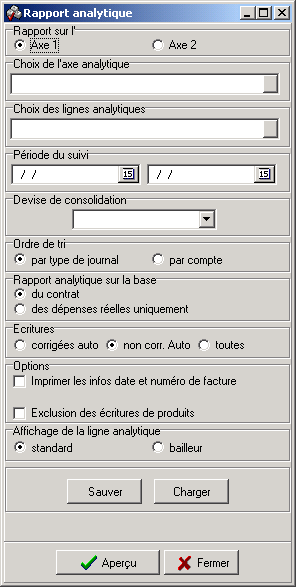 Rapport analytique
Rapport sur l'
Axe 1 Axe 2
Choix de l'axe analytique
Choix des lignes analytiques
Période du suivi
/ / 15 / / 15
Devise de consolidation
Ordre de tri
par type de journal par compte
Rapport analytique sur la base
du contrat
des dépenses réelles uniquement
Ecritures
corrigées auto non corr. Auto toutes
Options
Imprimer les infos date et numéro de facture
Exclusion des écritures de produits
Affichage de la ligne analytique
standard bailleur
Sauver Charger
Aperçu Fermer